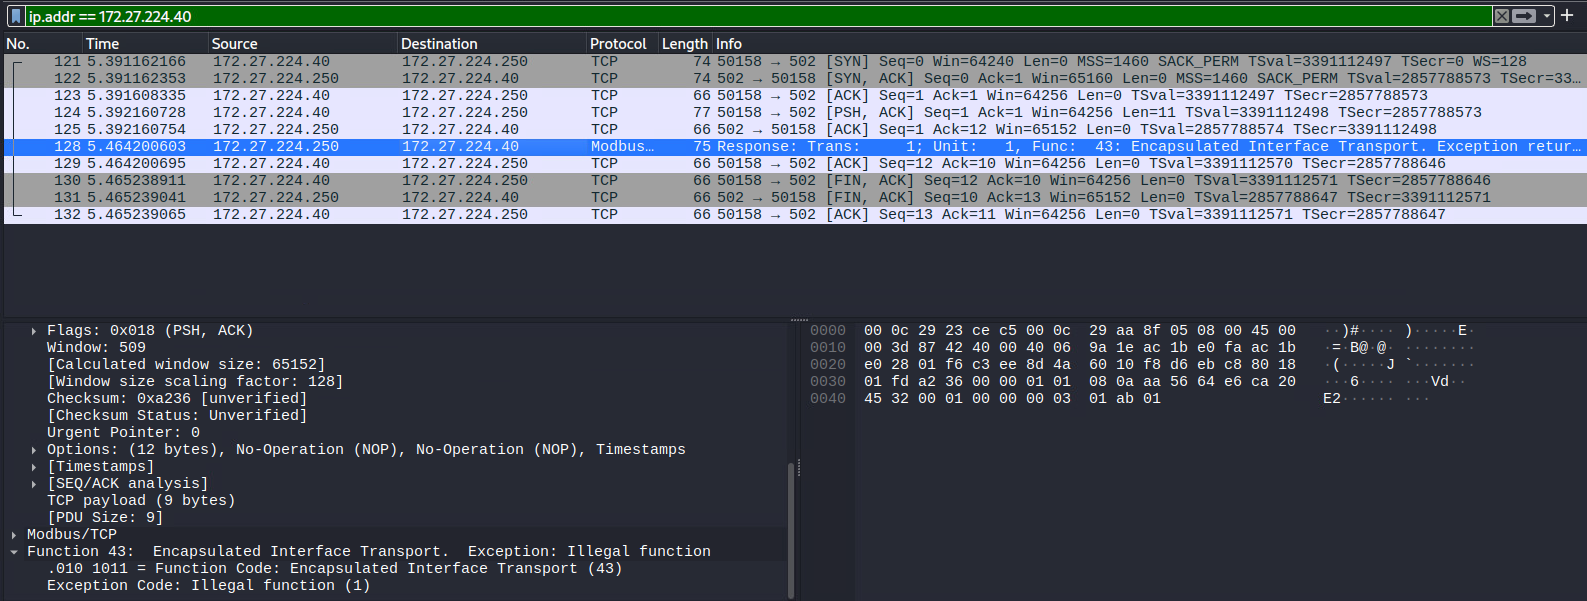 ip.addr == 172.27.224.40
No. Time Source Destination Protocol Length Info
121 5.391162166 172.27.224.40 172.27.224.250 TCP 74 50158 → 502 [SYN] Seq=0 Win=64240 Len=0 MSS=1460 SACK_PERM TSval=3391112497 TSecr=0 WS=128
122 5.391162353 172.27.224.250 172.27.224.40 TCP 74 502 → 50158 [SYN, ACK] Seq=0 Ack=1 Win=65160 Len=0 MSS=1460 SACK_PERM TSval=2857788573 TSecr=33…
123 5.391608335 172.27.224.40 172.27.224.250 TCP 66 50158 → 502 [ACK] Seq=1 Ack=1 Win=64256 Len=0 TSval=3391112497 TSecr=2857788573
124 5.392160728 172.27.224.40 172.27.224.250 TCP 77 50158 → 502 [PSH, ACK] Seq=1 Ack=1 Win=64256 Len=11 TSval=3391112498 TSecr=2857788573
125 5.392160754 172.27.224.250 172.27.224.40 TCP 66 502 → 50158 [ACK] Seq=1 Ack=12 Win=65152 Len=0 TSval=2857788574 TSecr=3391112498
128 5.464200603 172.27.224.250 172.27.224.40 Modbus… 75 Response: Trans: 1; Unit: 1, Func: 43: Encapsulated Interface Transport. Exception retur…
129 5.464200695 172.27.224.40 172.27.224.250 TCP 66 50158 → 502 [ACK] Seq=12 Ack=10 Win=64256 Len=0 TSval=3391112570 TSecr=2857788646
130 5.465238911 172.27.224.40 172.27.224.250 TCP 66 50158 → 502 [FIN, ACK] Seq=12 Ack=10 Win=64256 Len=0 TSval=3391112571 TSecr=2857788646
131 5.465239041 172.27.224.250 172.27.224.40 TCP 66 502 → 50158 [FIN, ACK] Seq=10 Ack=13 Win=65152 Len=0 TSval=2857788647 TSecr=3391112571
132 5.465239065 172.27.224.40 172.27.224.250 TCP 66 50158 → 502 [ACK] Seq=13 Ack=11 Win=64256 Len=0 TSval=3391112571 TSecr=2857788647
Flags: 0x018 (PSH, ACK)
Window: 509
[Calculated window size: 65152]
[Window size scaling factor: 128]
Checksum: 0xa236 [unverified]
[Checksum Status: Unverified]
Urgent Pointer: 0
Options: (12 bytes), No-Operation (NOP), No-Operation (NOP), Timestamps
[Timestamps]
[SEQ/ACK analysis]
TCP payload (9 bytes)
[PDU Size: 9]
Modbus/TCP
Function 43: Encapsulated Interface Transport. Exception: Illegal function
.010 1011 = Function Code: Encapsulated Interface Transport (43)
Exception Code: Illegal function (1)
0000 00 0c 29 23 ce c5 00 0c 29 aa 8f 05 08 00 45 00 ··)#···· )·····E·
0010 00 3d 87 42 40 00 40 06 9a 1e ac 1b e0 fa ac 1b ·=·B@·@· ········
0020 e0 28 01 f6 c3 ee 8d 4a 60 10 f8 d6 eb c8 80 18 ·(·····J `·······
0030 01 fd a2 36 00 00 01 01 08 0a aa 56 64 e6 ca 20 ···6···· ···Vd··
0040 45 32 00 01 00 00 00 03 01 ab 01 E2······ ···